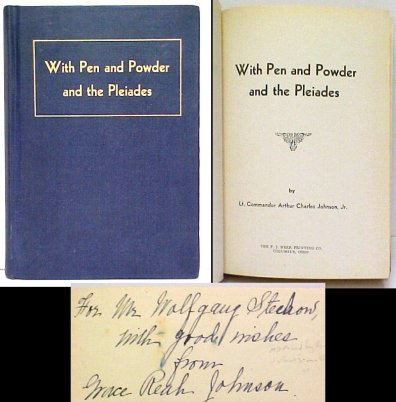 With Pen and Powder
and the Pleiades
With Pen and Powder
and the Pleiades
by
Lt. Commander Arthur Charles Johnson, Jr.
THE F. J. HEER PRINTING CO.
COLUMBUS, OHIO
For Mr. Wolfgang Stechow,
with good wishes
from
Grace Reah Johnson.